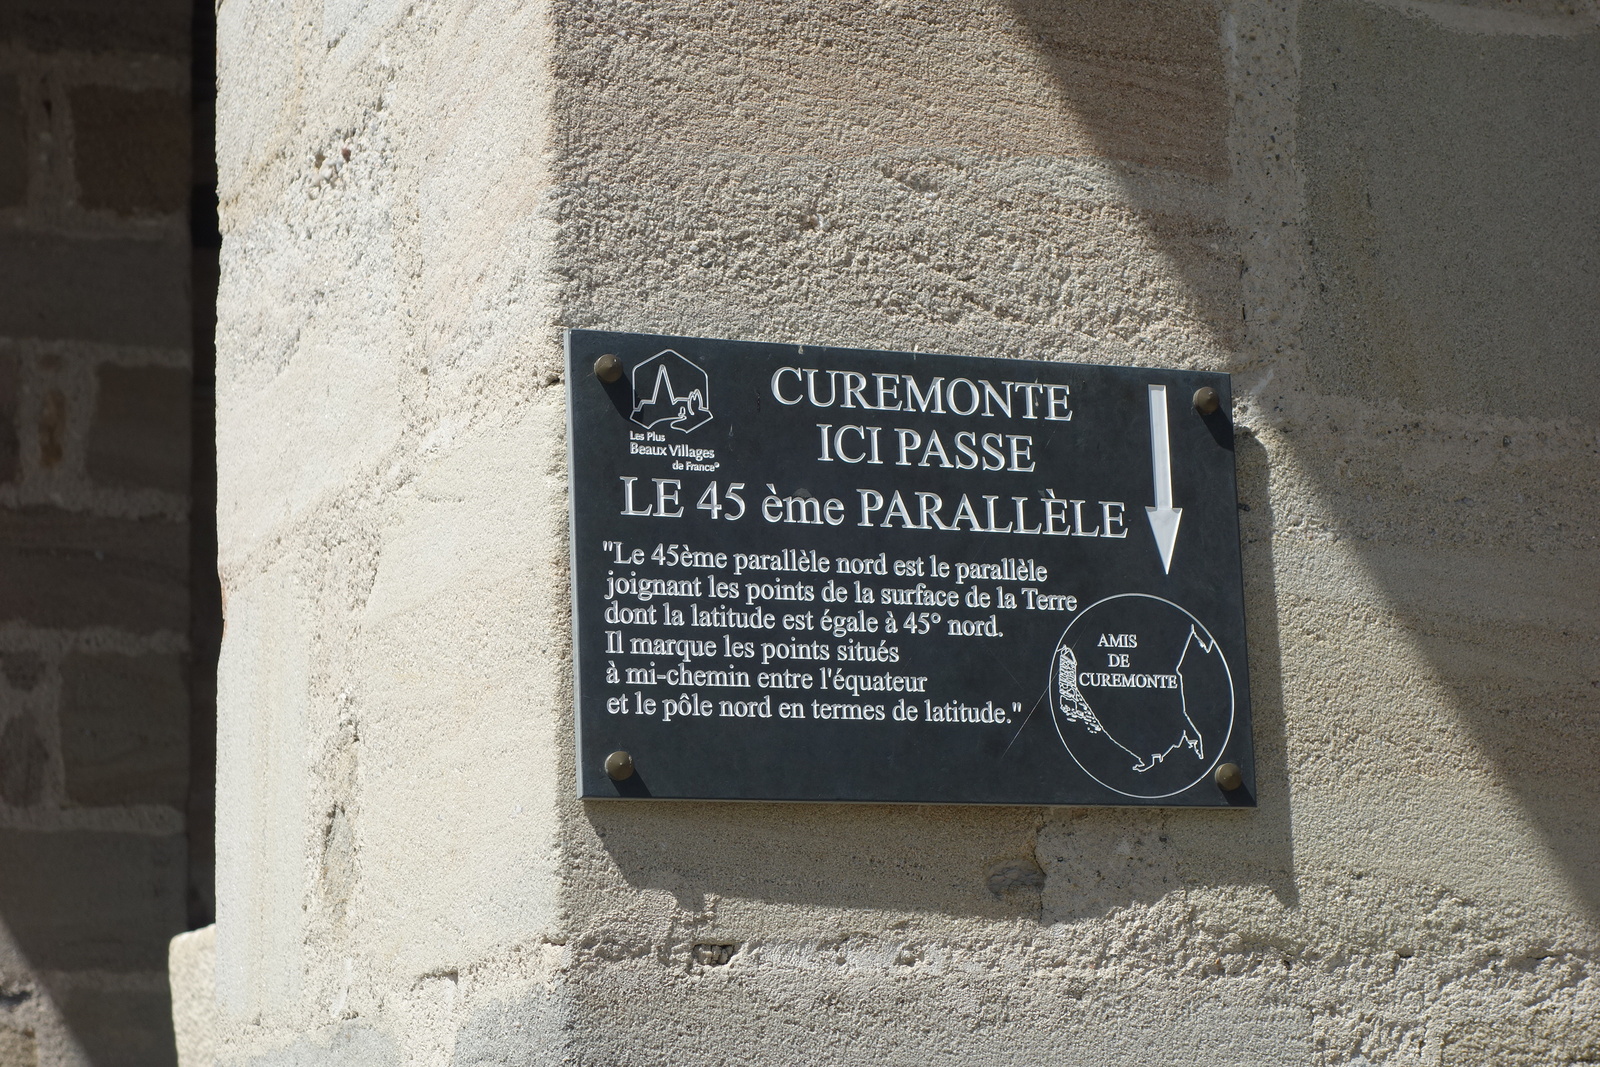 Les Plus
Beaux Villages
de France®
CUREMONTE
ICI PASSE
LE 45 ème PARALLÈLE
"Le 45ème parallèle nord est le parallèle
joignant les points de la surface de la Terre
dont la latitude est égale à 45° nord.
Il marque les points situés
à mi-chemin entre l'équateur
et le pôle nord en termes de latitude."
AMIS
DE
CUREMONTE